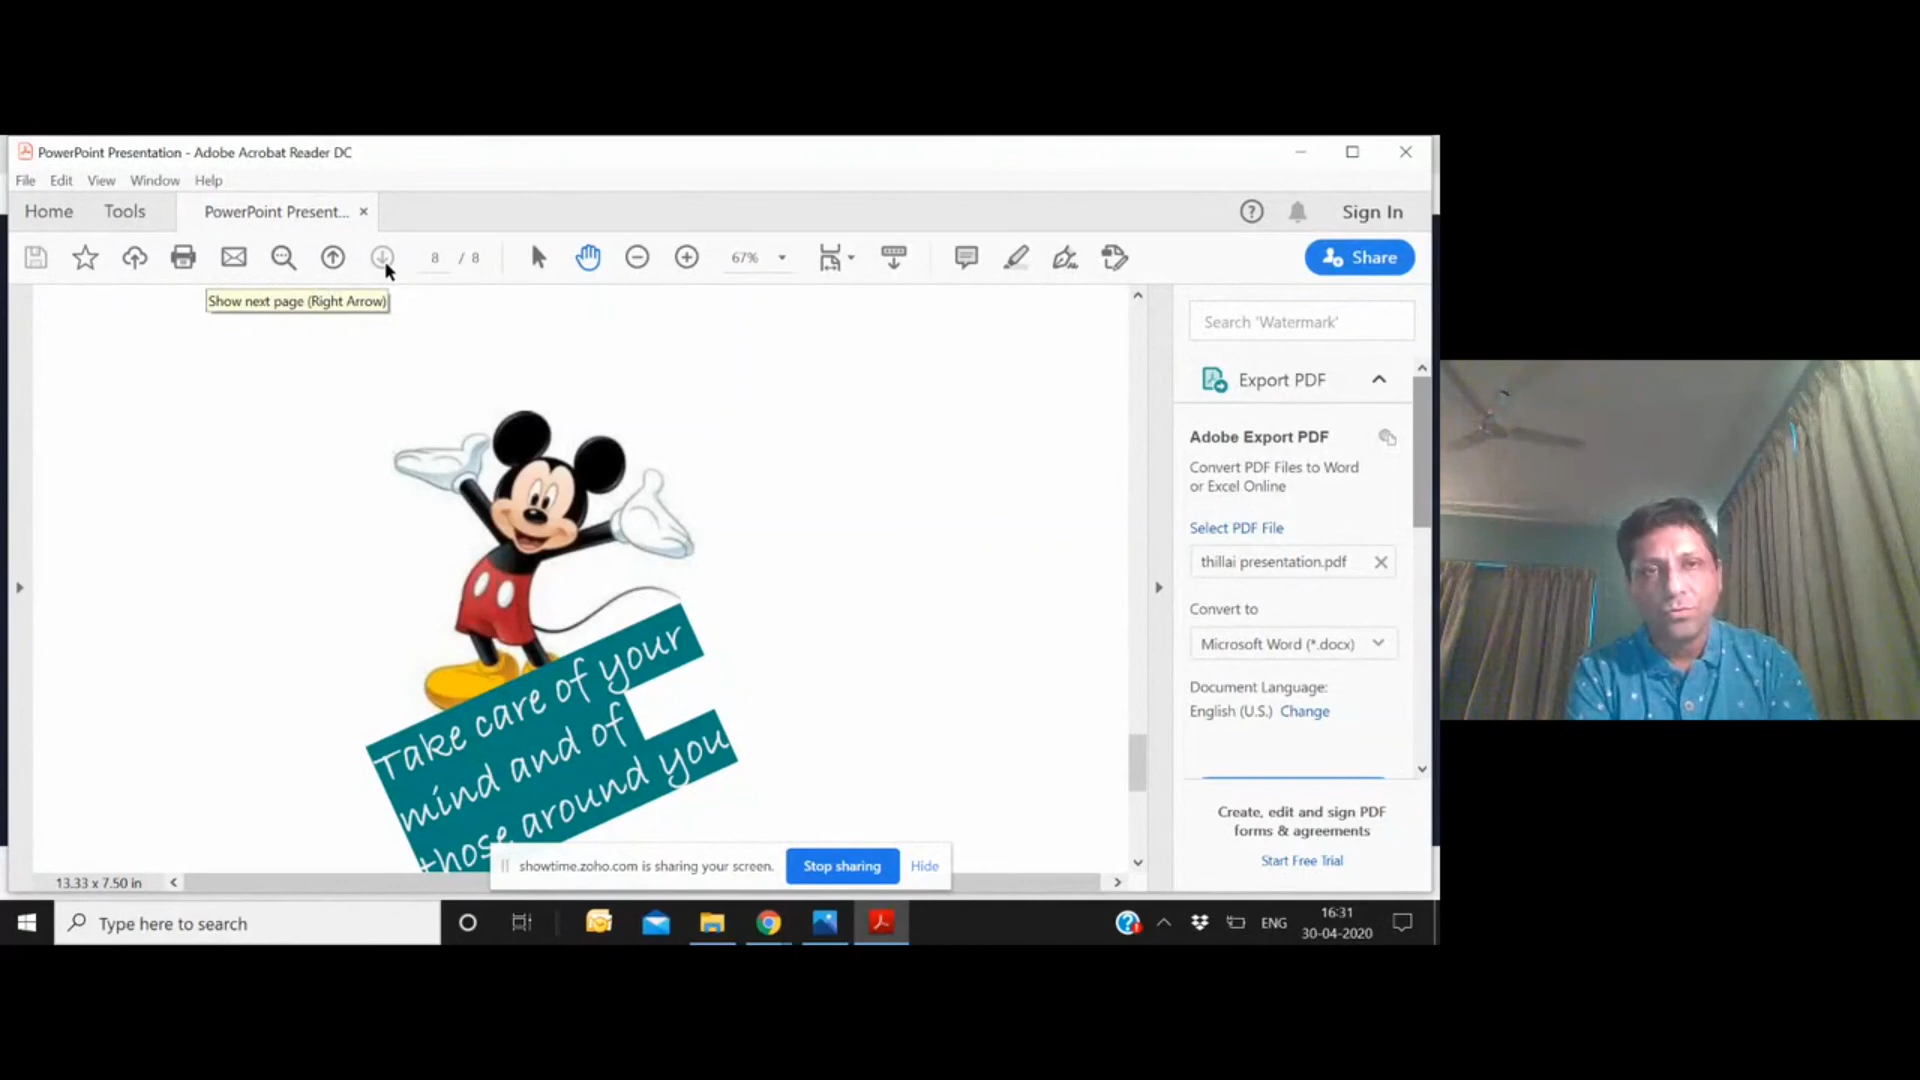 PowerPoint Presentation - Adobe Acrobat Reader DC
File Edit View Window Help
Home Tools PowerPoint Present... Sign In
8 / 8 67% Share
Show next page (Right Arrow)
Search 'Watermark'
Export PDF
Adobe Export PDF
Convert PDF Files to Word
or Excel Online
Select PDF File
thillai presentation.pdf
Convert to
Microsoft Word (*.docx)
Document Language:
English (U.S.) Change
Create, edit and sign PDF
forms & agreements
Start Free Trial
Take care of your
mind and of
those around you
showtime.zoho.com is sharing your screen. Stop sharing Hide
13.33 x 7.50 in
Type here to search
ENG
16:31
30-04-2020